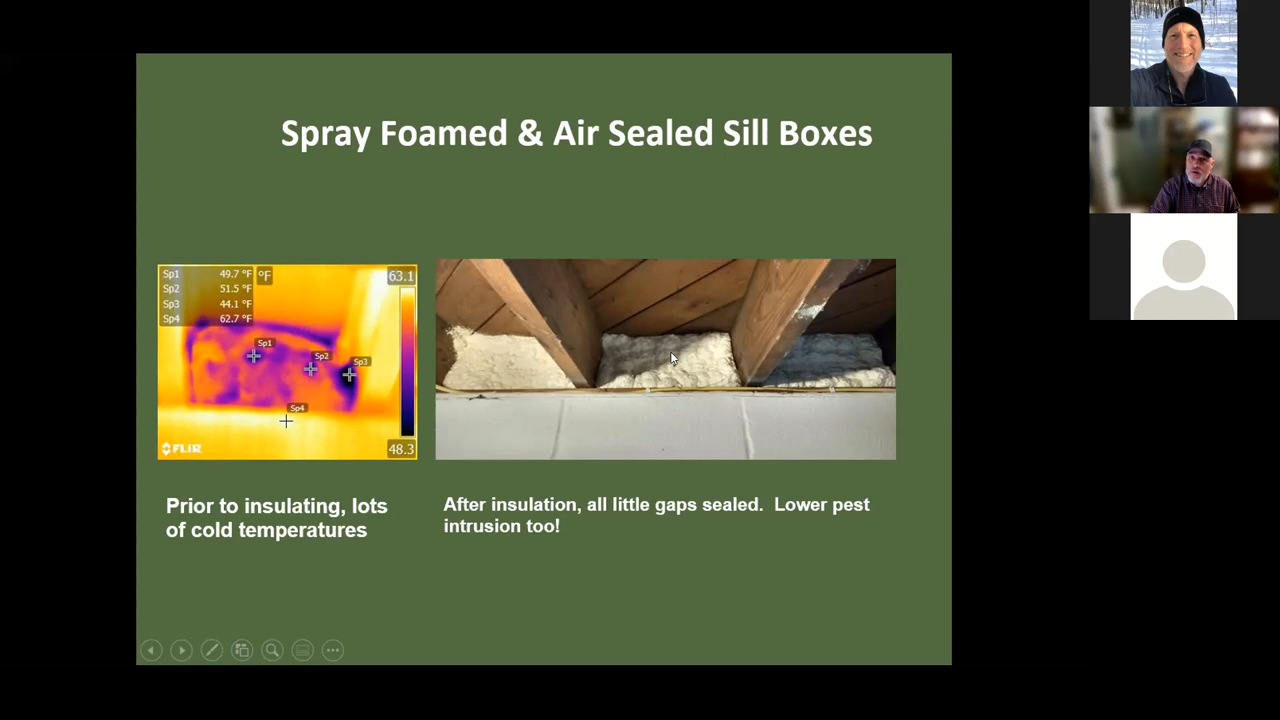 Spray Foamed & Air Sealed Sill Boxes
Sp1 49.7 °F
Sp2 51.5 °F
Sp3 44.1 °F
Sp4 62.7 °F
°F
63.1
Sp1
Sp2
Sp3
Sp4
FLIR
48.3
Prior to insulating, lots
of cold temperatures
After insulation, all little gaps sealed.  Lower pest
intrusion too!